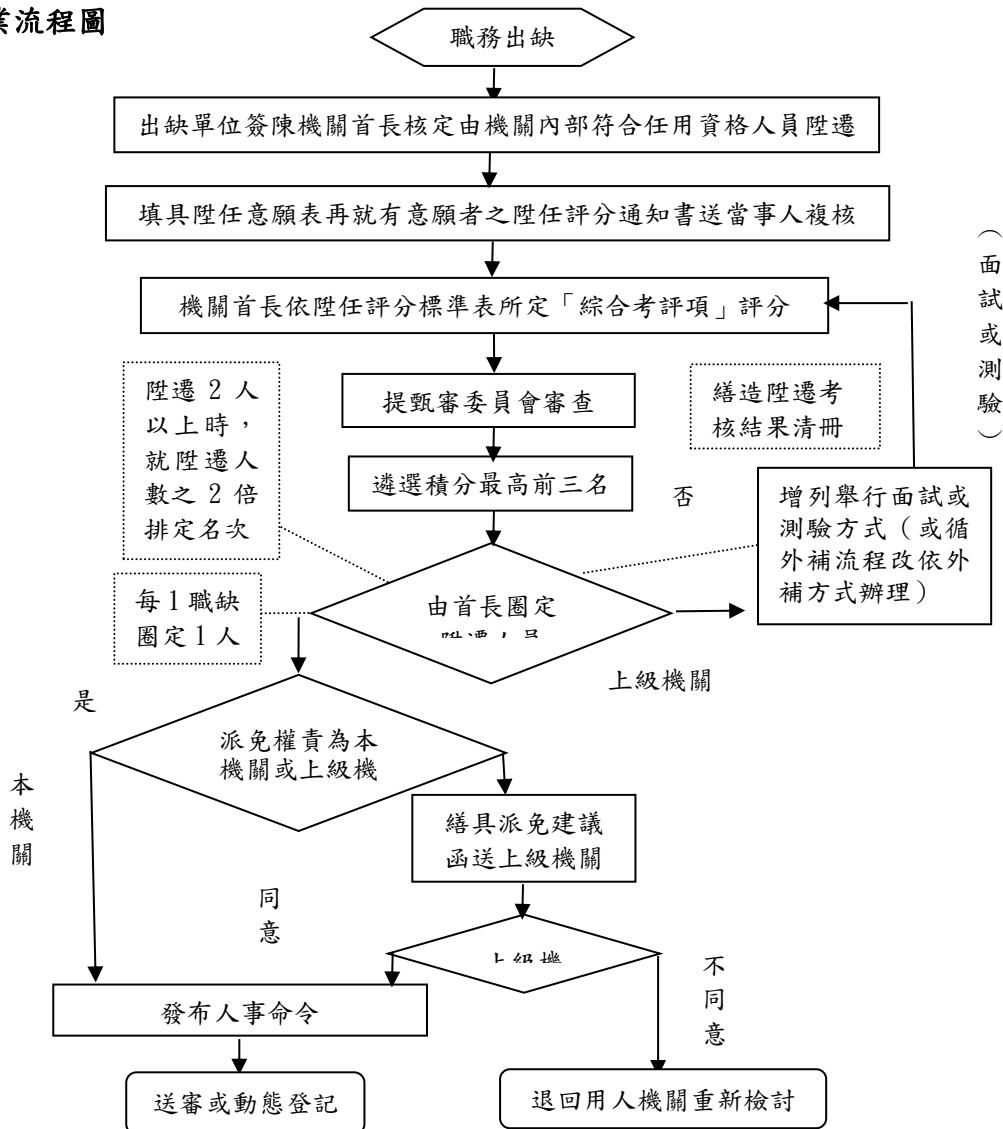 業流程圖
職務出缺
出缺單位簽陳機關首長核定由機關內部符合任用資格人員陞遷
填具陞任意願表再就有意願者之陞任評分通知書送當事人複核
機關首長依陞任評分標準表所定「綜合考評項」評分
（面試或測驗）
提甄審委員會審查
陞遷 2 人
以上時，
就陞遷人
數之 2 倍
排定名次
繕造陞遷考
核結果清冊
遴選積分最高前三名
否
增列舉行面試或
測驗方式（或循
外補流程改依外
補方式辦理）
每 1 職缺
圈定 1 人
由首長圈定
陞遷人員
上級機關
是
派免權責為本
機關或上級機
本機關
繕具派免建議
函送上級機關
同意
上級機
不同意
發布人事命令
送審或動態登記
退回用人機關重新檢討